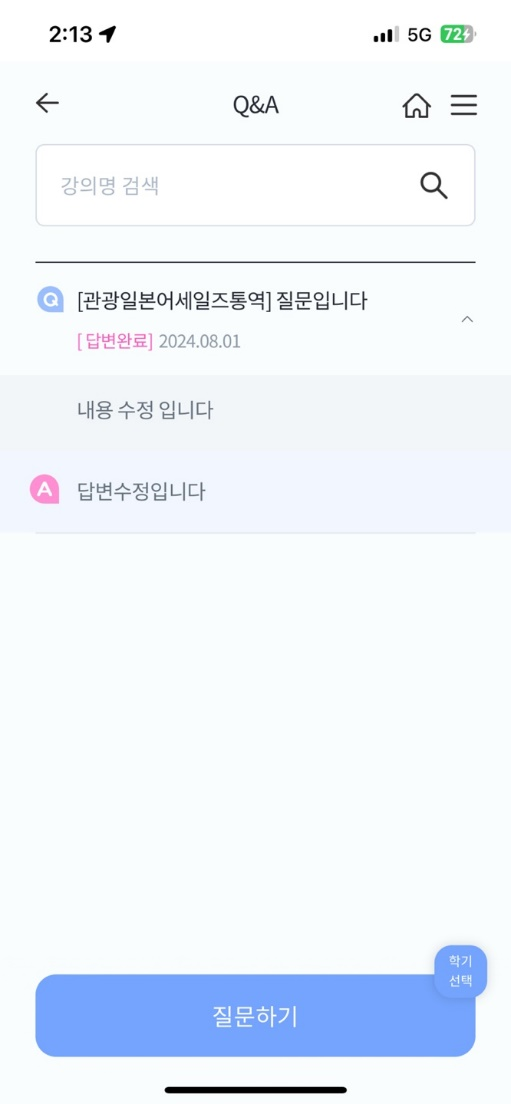 2:13
5G 72
Q&A
강의명 검색
Q [관광일본어세일즈통역] 질문입니다
[답변완료] 2024.08.01
내용 수정 입니다
A 답변수정입니다
학기
선택
질문하기